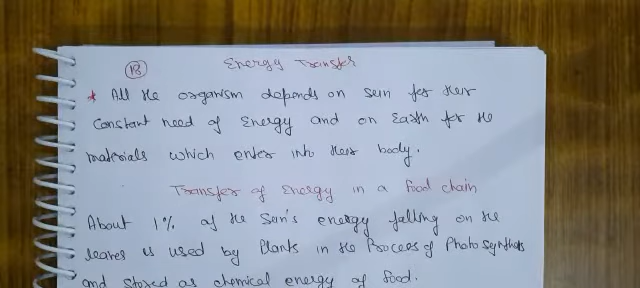 18
Energy Transfer
* All the organism depends on sun for their
constant need of Energy and on Earth for the
materials which enter into their body.
Transfer of Energy in a food chain
About 1% of the Sun's energy falling on the
leaves is used by Plants in the Process of Photosynthesis
and stored as chemical energy of food.